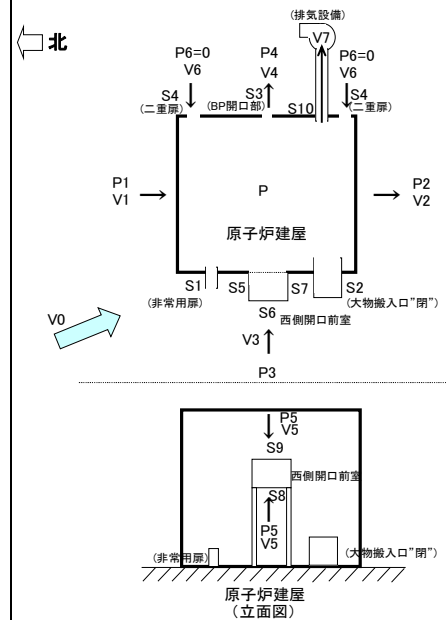 北
(排気設備)
V7
P6=0
V6
P4
V4
P6=0
V6
S4
(二重扉)
S3
(BP開口部)
S10
S4
(二重扉)
P1
V1
P
P2
V2
原子炉建屋
S1
S5
S7
S2
(非常用扉)
(大物搬入口"閉")
S6
西側開口前室
V0
V3
P3
P5
V5
S9
西側開口前室
S8
P5
V5
(非常用扉)
(大物搬入口"閉")
原子炉建屋
(立面図)